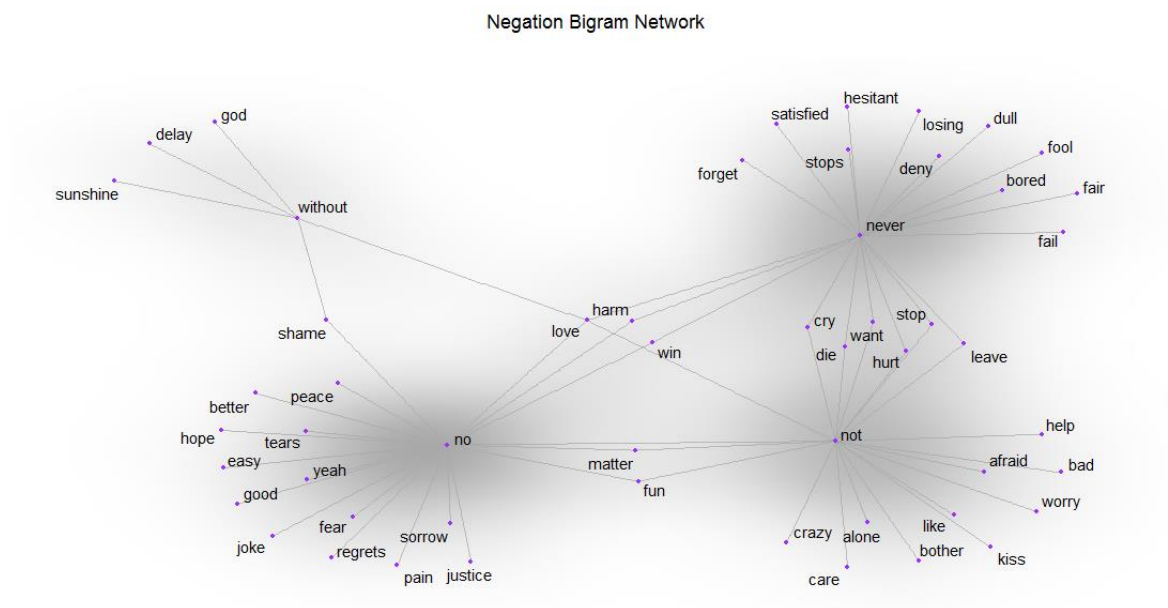 Negation Bigram Network
god
delay
sunshine
without
shame
hesitant
satisfied
losing
dull
stops
deny
fool
forget
bored
fair
never
fail
harm
love
win
cry
want
stop
die
hurt
leave
peace
better
hope
tears
no
easy
yeah
good
fear
joke
regrets
sorrow
pain
justice
matter
fun
not
help
afraid
bad
worry
like
crazy
alone
bother
kiss
care